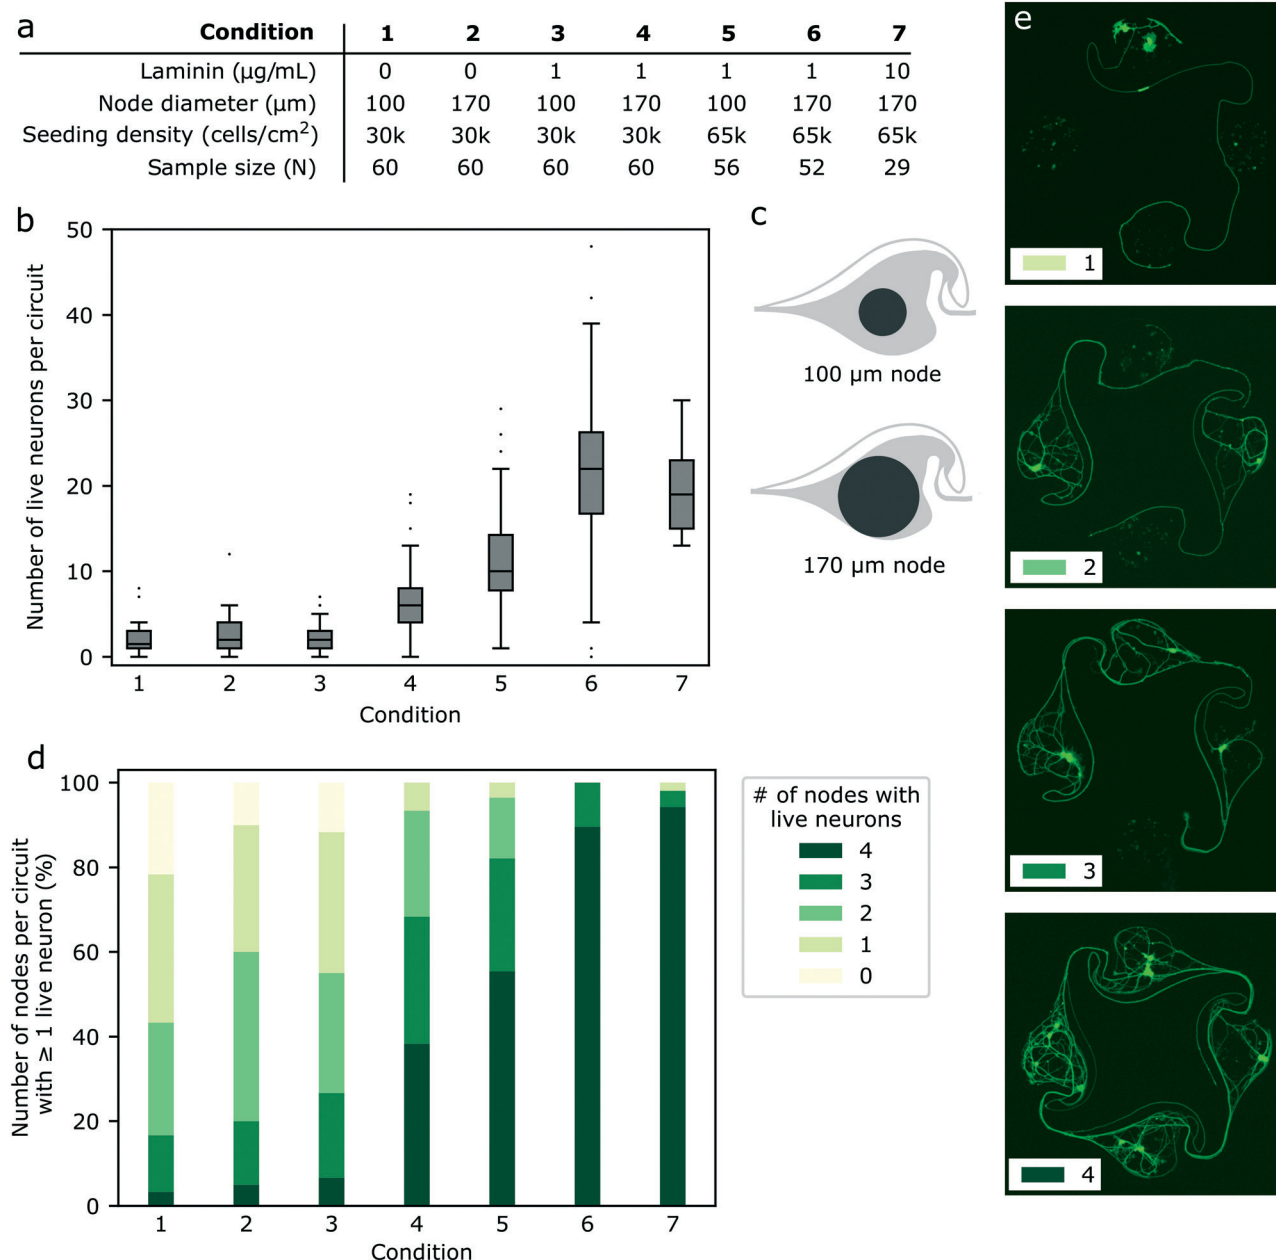 a
Condition 1 2 3 4 5 6 7
Laminin (µg/mL) 0 0 1 1 1 1 10
Node diameter (µm) 100 170 100 170 100 170 170
Seeding density (cells/cm²) 30k 30k 30k 30k 65k 65k 65k
Sample size (N) 60 60 60 60 56 52 29
b
Number of live neurons per circuit
50
40
30
20
10
0
1 2 3 4 5 6 7
Condition
c
100 µm node
170 µm node
d
Number of nodes per circuit
with ≥ 1 live neuron (%)
100
80
60
40
20
0
1 2 3 4 5 6 7
Condition
# of nodes with
live neurons
4
3
2
1
0
e
1
2
3
4